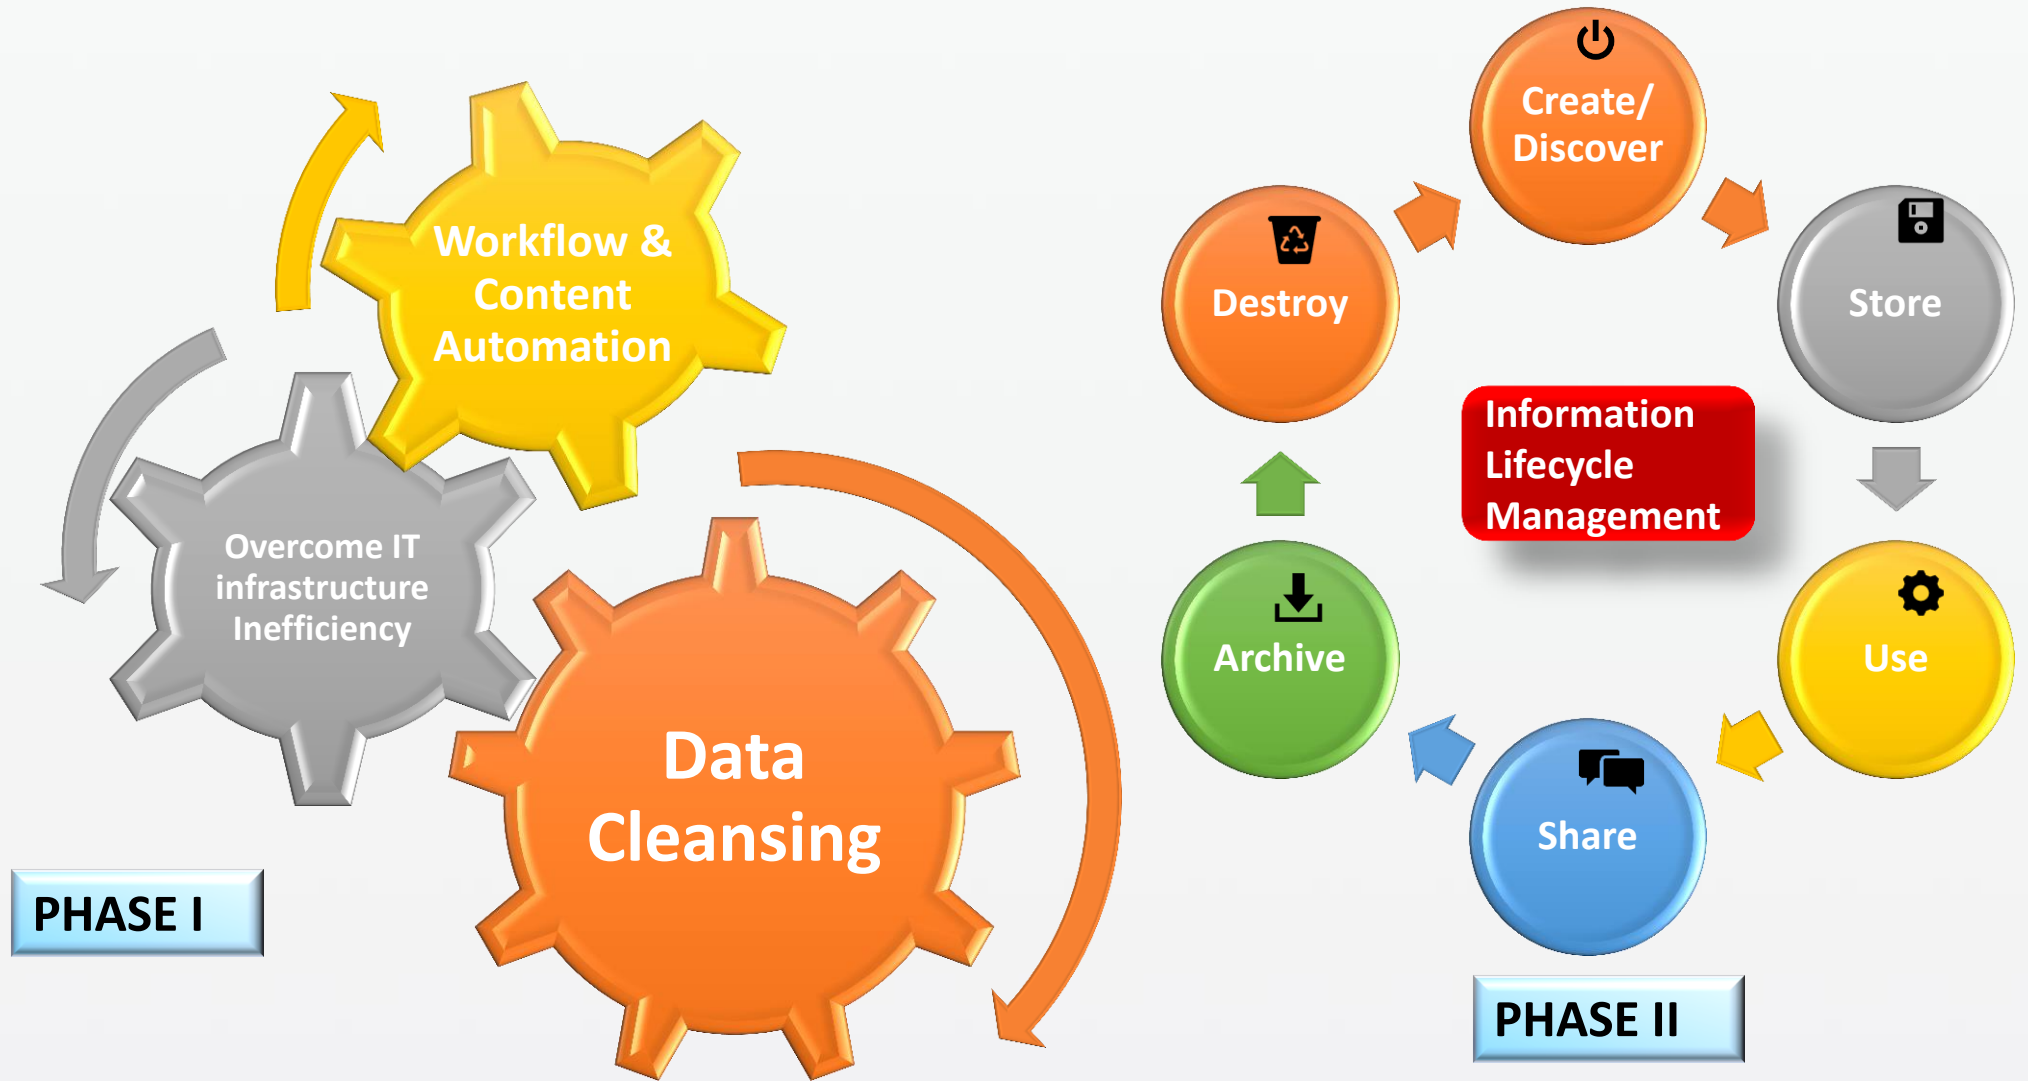 Workflow &
Content
Automation
Overcome IT
infrastructure
Inefficiency
Data
Cleansing
PHASE I
Create/
Discover
Store
Use
Share
Archive
Destroy
Information
Lifecycle
Management
PHASE II